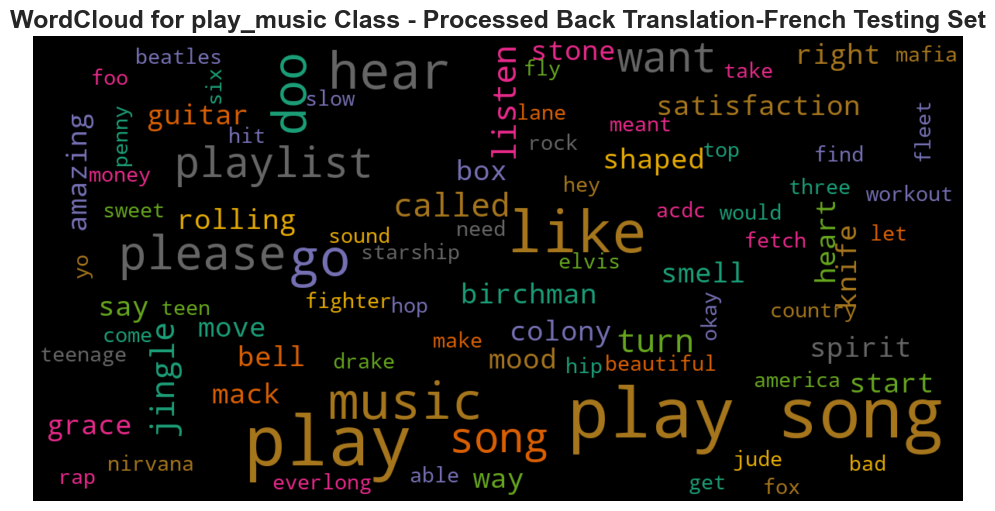 WordCloud for play_music Class - Processed Back Translation-French Testing Set
beatles
stone
want
right
mafia
foo
six
doo
hear
listen
fly
take
slow
penny
guitar
lane
satisfaction
fleet
amazing
hit
rock
meant
top
money
playlist
box
shaped
find
hey
three
workout
sweet
rolling
called
like
acdc
would
heart
sound
need
fetch
knife
let
please
go
starship
elvis
smell
yo
say
teen
fighter
hop
birchman
okay
country
come
move
colony
turn
teenage
jingle
bell
drake
make
mood
hip
beautiful
spirit
mack
america
start
grace
play
music
song
play song
nirvana
rap
everlong
able
way
jude
bad
get
fox